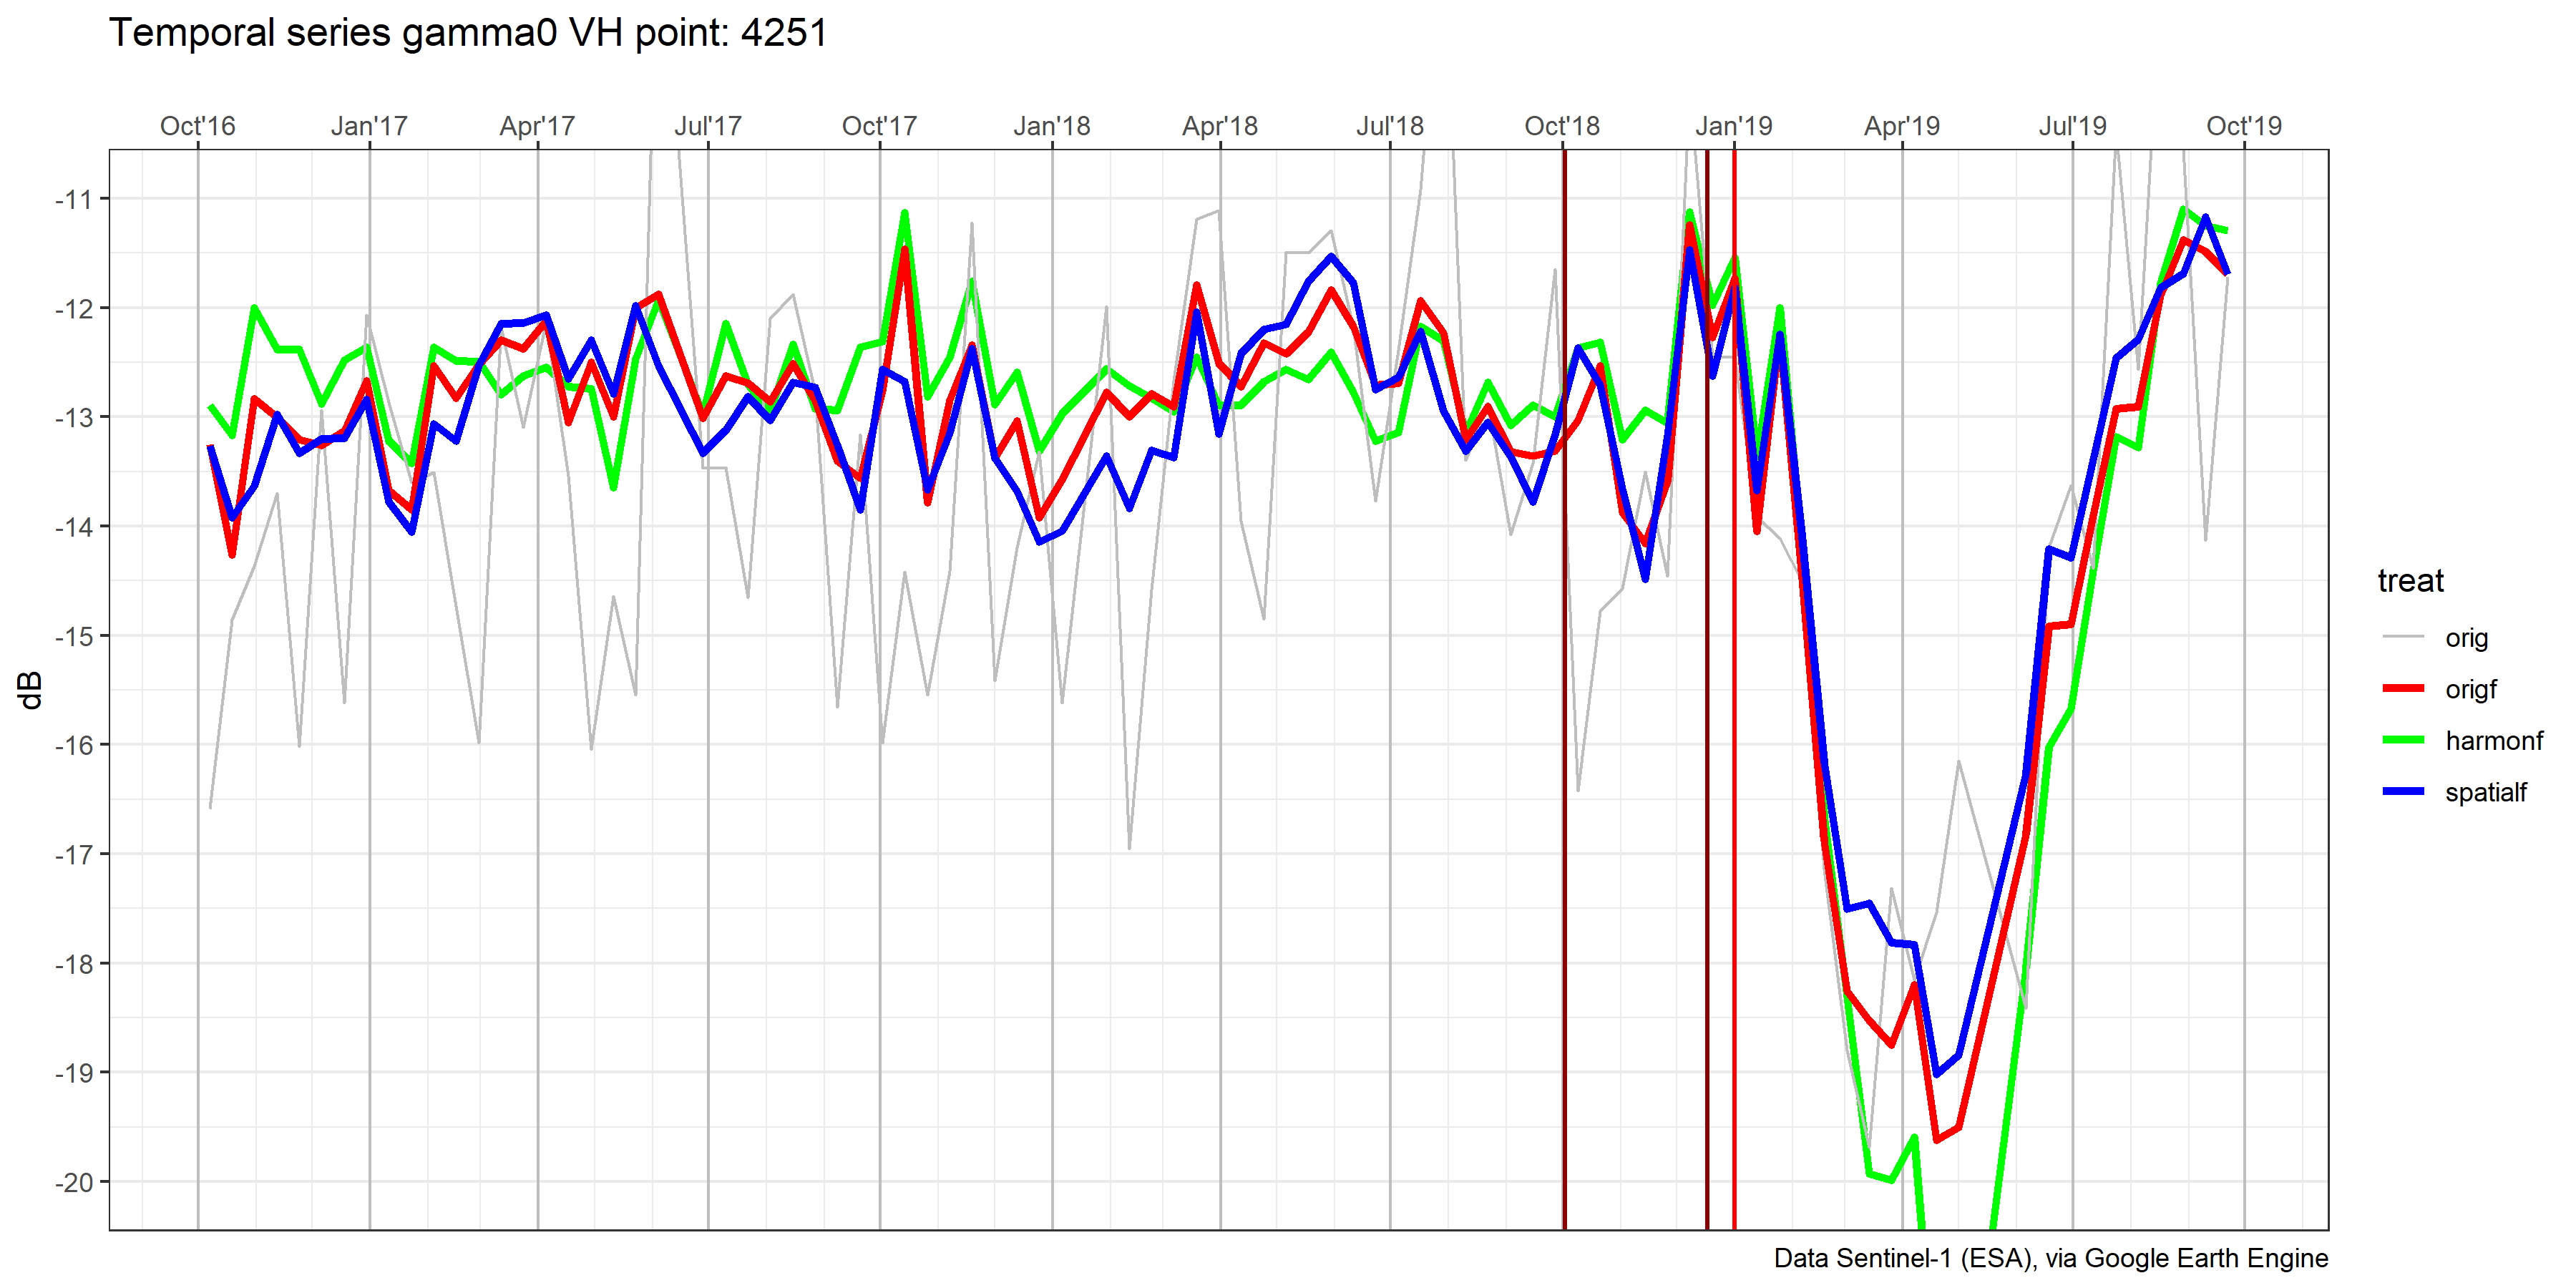 Temporal series gamma0 VH point: 4251
Oct'16 Jan'17 Apr'17 Jul'17 Oct'17 Jan'18 Apr'18 Jul'18 Oct'18 Jan'19 Apr'19 Jul'19 Oct'19
-11
-12
-13
-14
-15
-16
-17
-18
-19
-20
dB
treat
orig
origf
harmonf
spatialf
Data Sentinel-1 (ESA), via Google Earth Engine